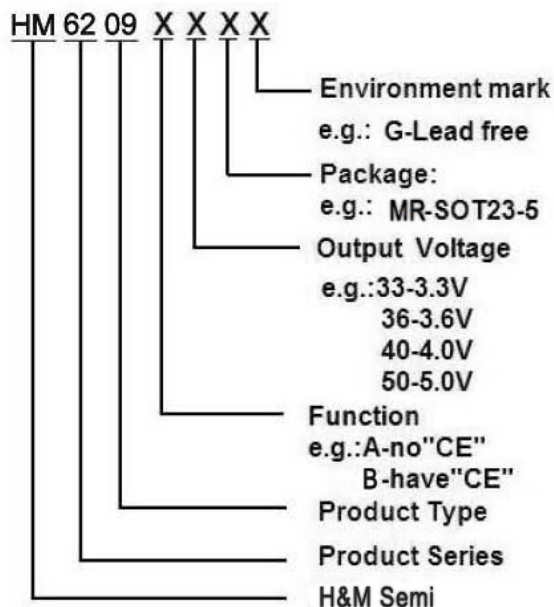 HM 62 09 X X X X
Environment mark
e.g.: G-Lead free
Package:
e.g.: MR-SOT23-5
Output Voltage
e.g.:33-3.3V
36-3.6V
40-4.0V
50-5.0V
Function
e.g.:A-no"CE"
B-have"CE"
Product Type
Product Series
H&M Semi